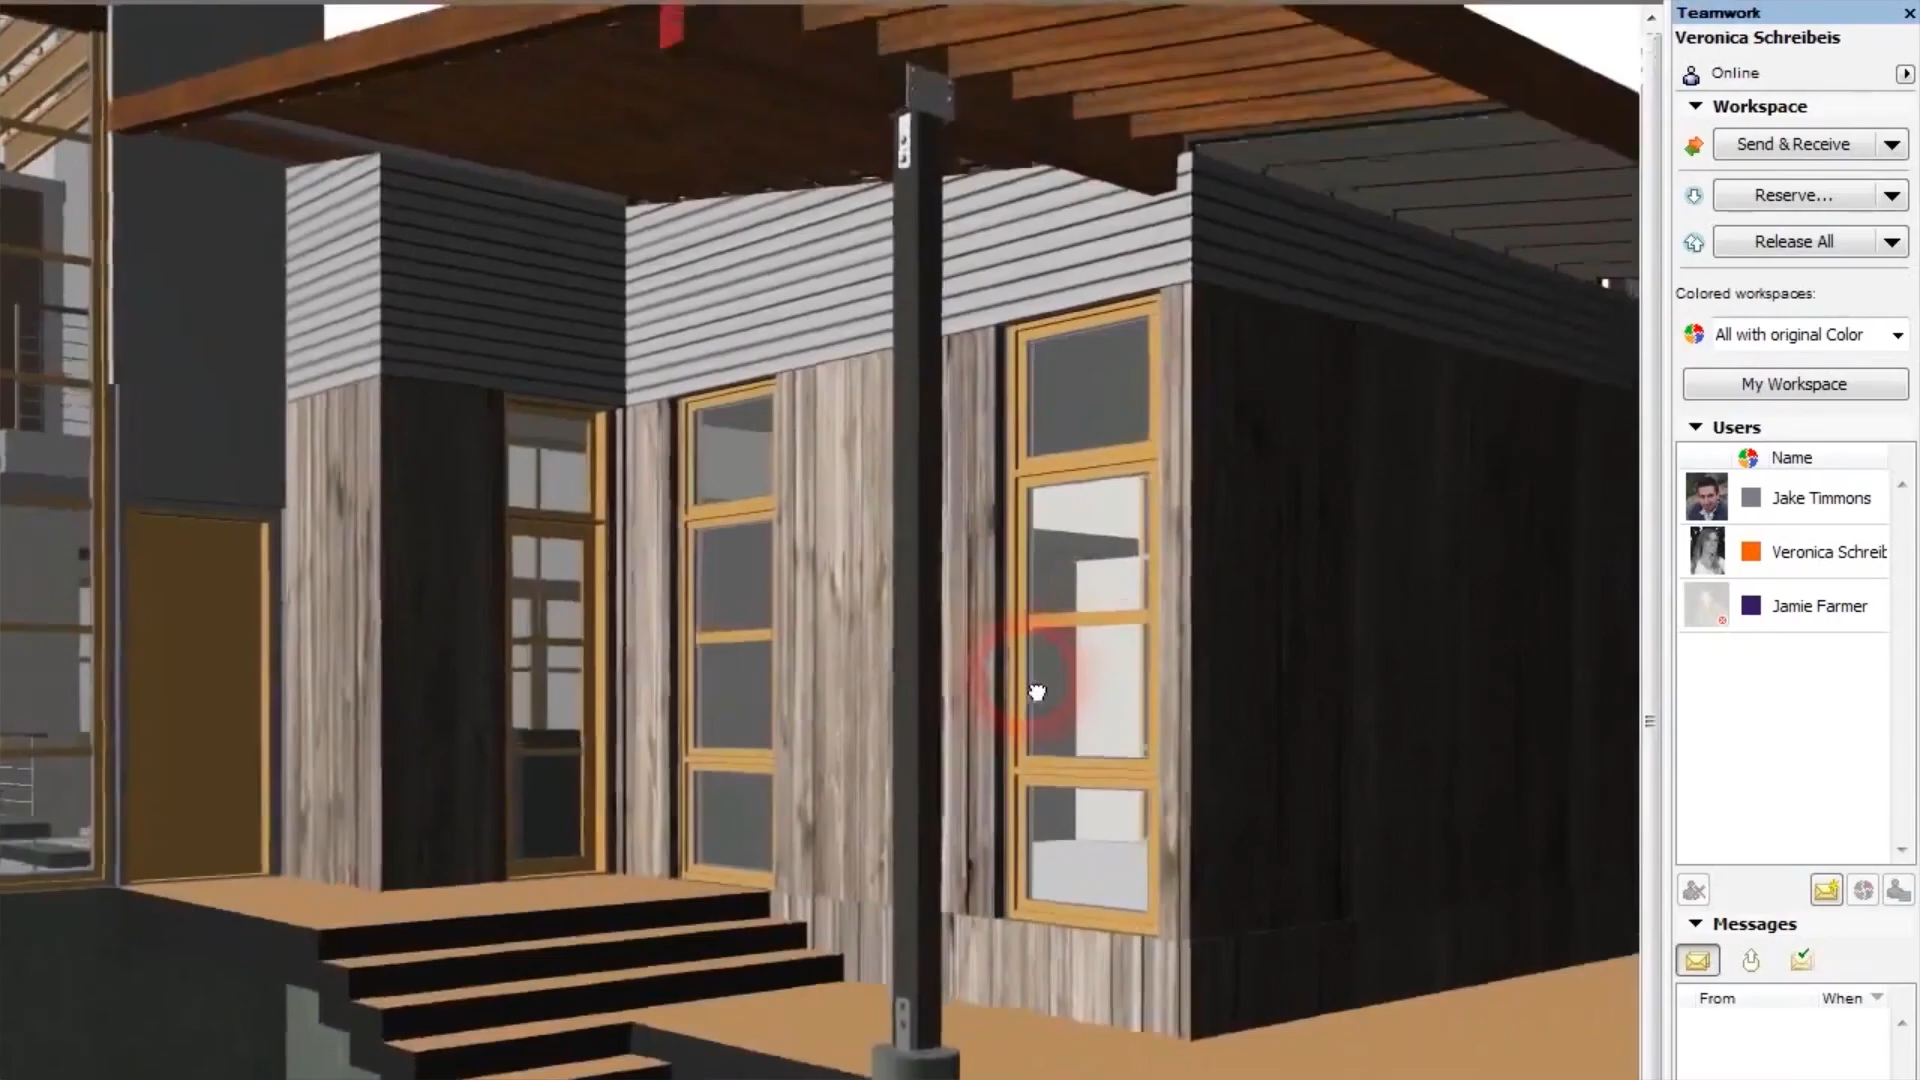 Teamwork
Veronica Schreibeis
Online
Workspace
Send & Receive
Reserve...
Release All
Colored workspaces:
All with original Color
My Workspace
Users
Name
Jake Timmons
Veronica Schreib
Jamie Farmer
Messages
From When